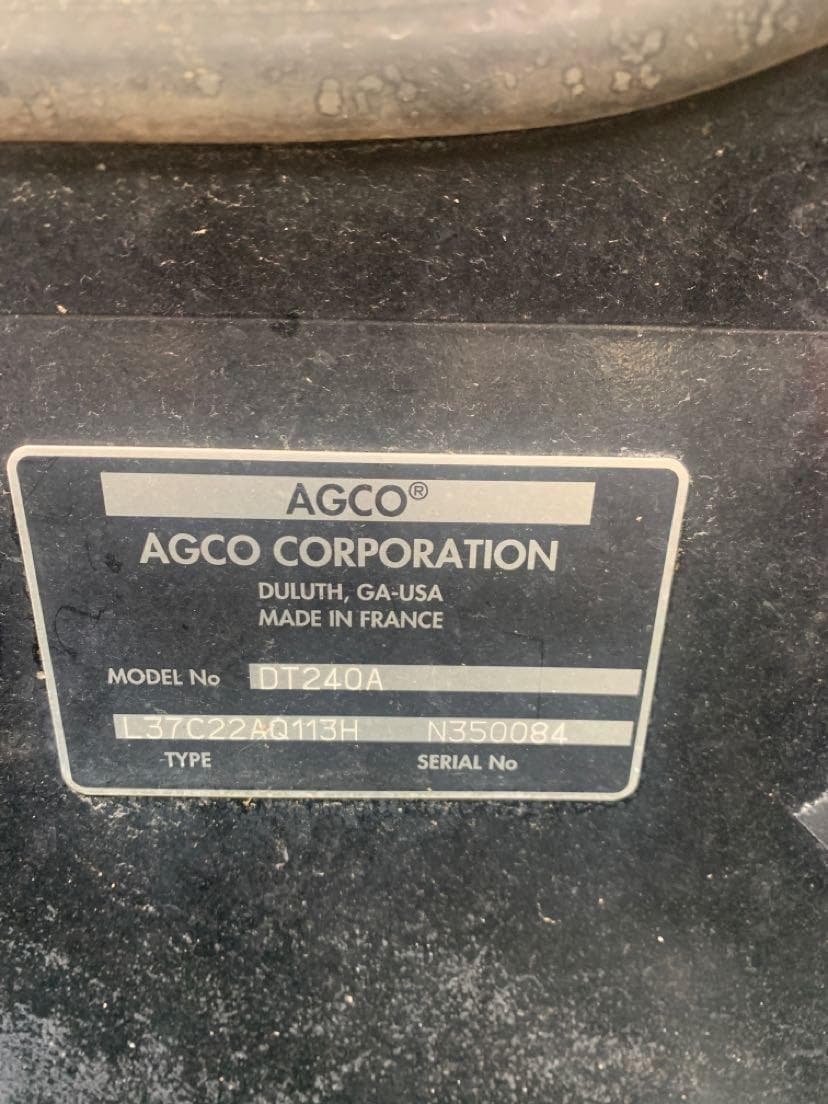 AGCO®
AGCO CORPORATION
DULUTH, GA-USA
MADE IN FRANCE
MODEL No DT240A
L37C22AQ113H N350084
TYPE SERIAL No